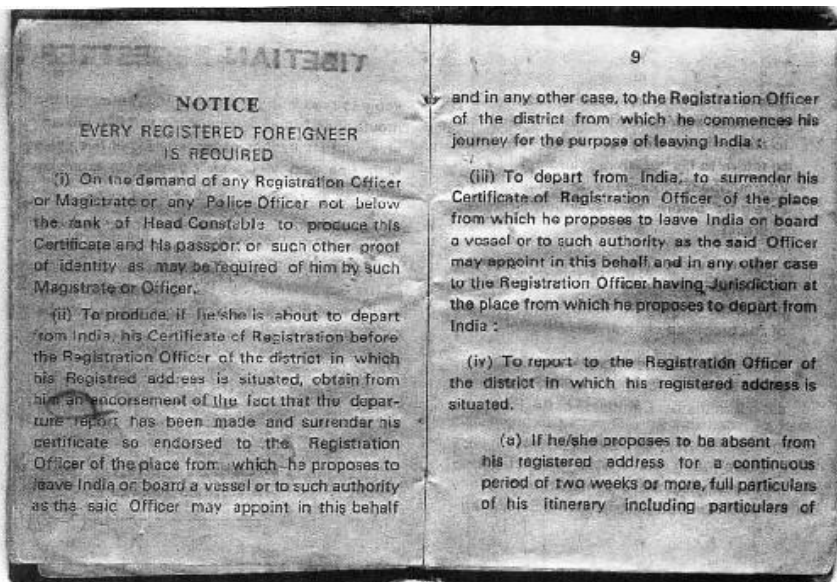 NOTICE
EVERY REGISTERED FOREIGNEER
IS REQUIRED
(i) On the demand of any Registration Officer
or Magistrate or any Police Officer not below
the rank of Head Constable to produce this
Certificate and his passport or such other proof
of identity as may be required of him by such
Magistrate or Officer.
(ii) To produce, if he/she is about to depart
from India, his Certificate of Registration before
the Registration Officer of the district in which
his Registred address is situated, obtain from
him an endorsement of the fact that the depar-
ture report has been made and surrender his
certificate so endorsed to the Registration
Officer of the place from which he proposes to
leave India on board a vessel or to such authority
as the said Officer may appoint in this behalf
9
and in any other case, to the Registration Officer
of the district from which he commences his
journey for the purpose of leaving India :
(iii) To depart from India, to surrender his
Certificate of Registration Officer of the place
from which he proposes to leave India on board
a vessel or to such authority as the said Officer
may appoint in this behalf and in any other case
to the Registration Officer having Jurisdiction at
the place from which he proposes to depart from
India :
(iv) To report to the Registration Officer of
the district in which his registered address is
situated.
(a) If he/she proposes to be absent from
his registered address for a continuous
period of two weeks or more, full particulars
of his itinerary including particulars of